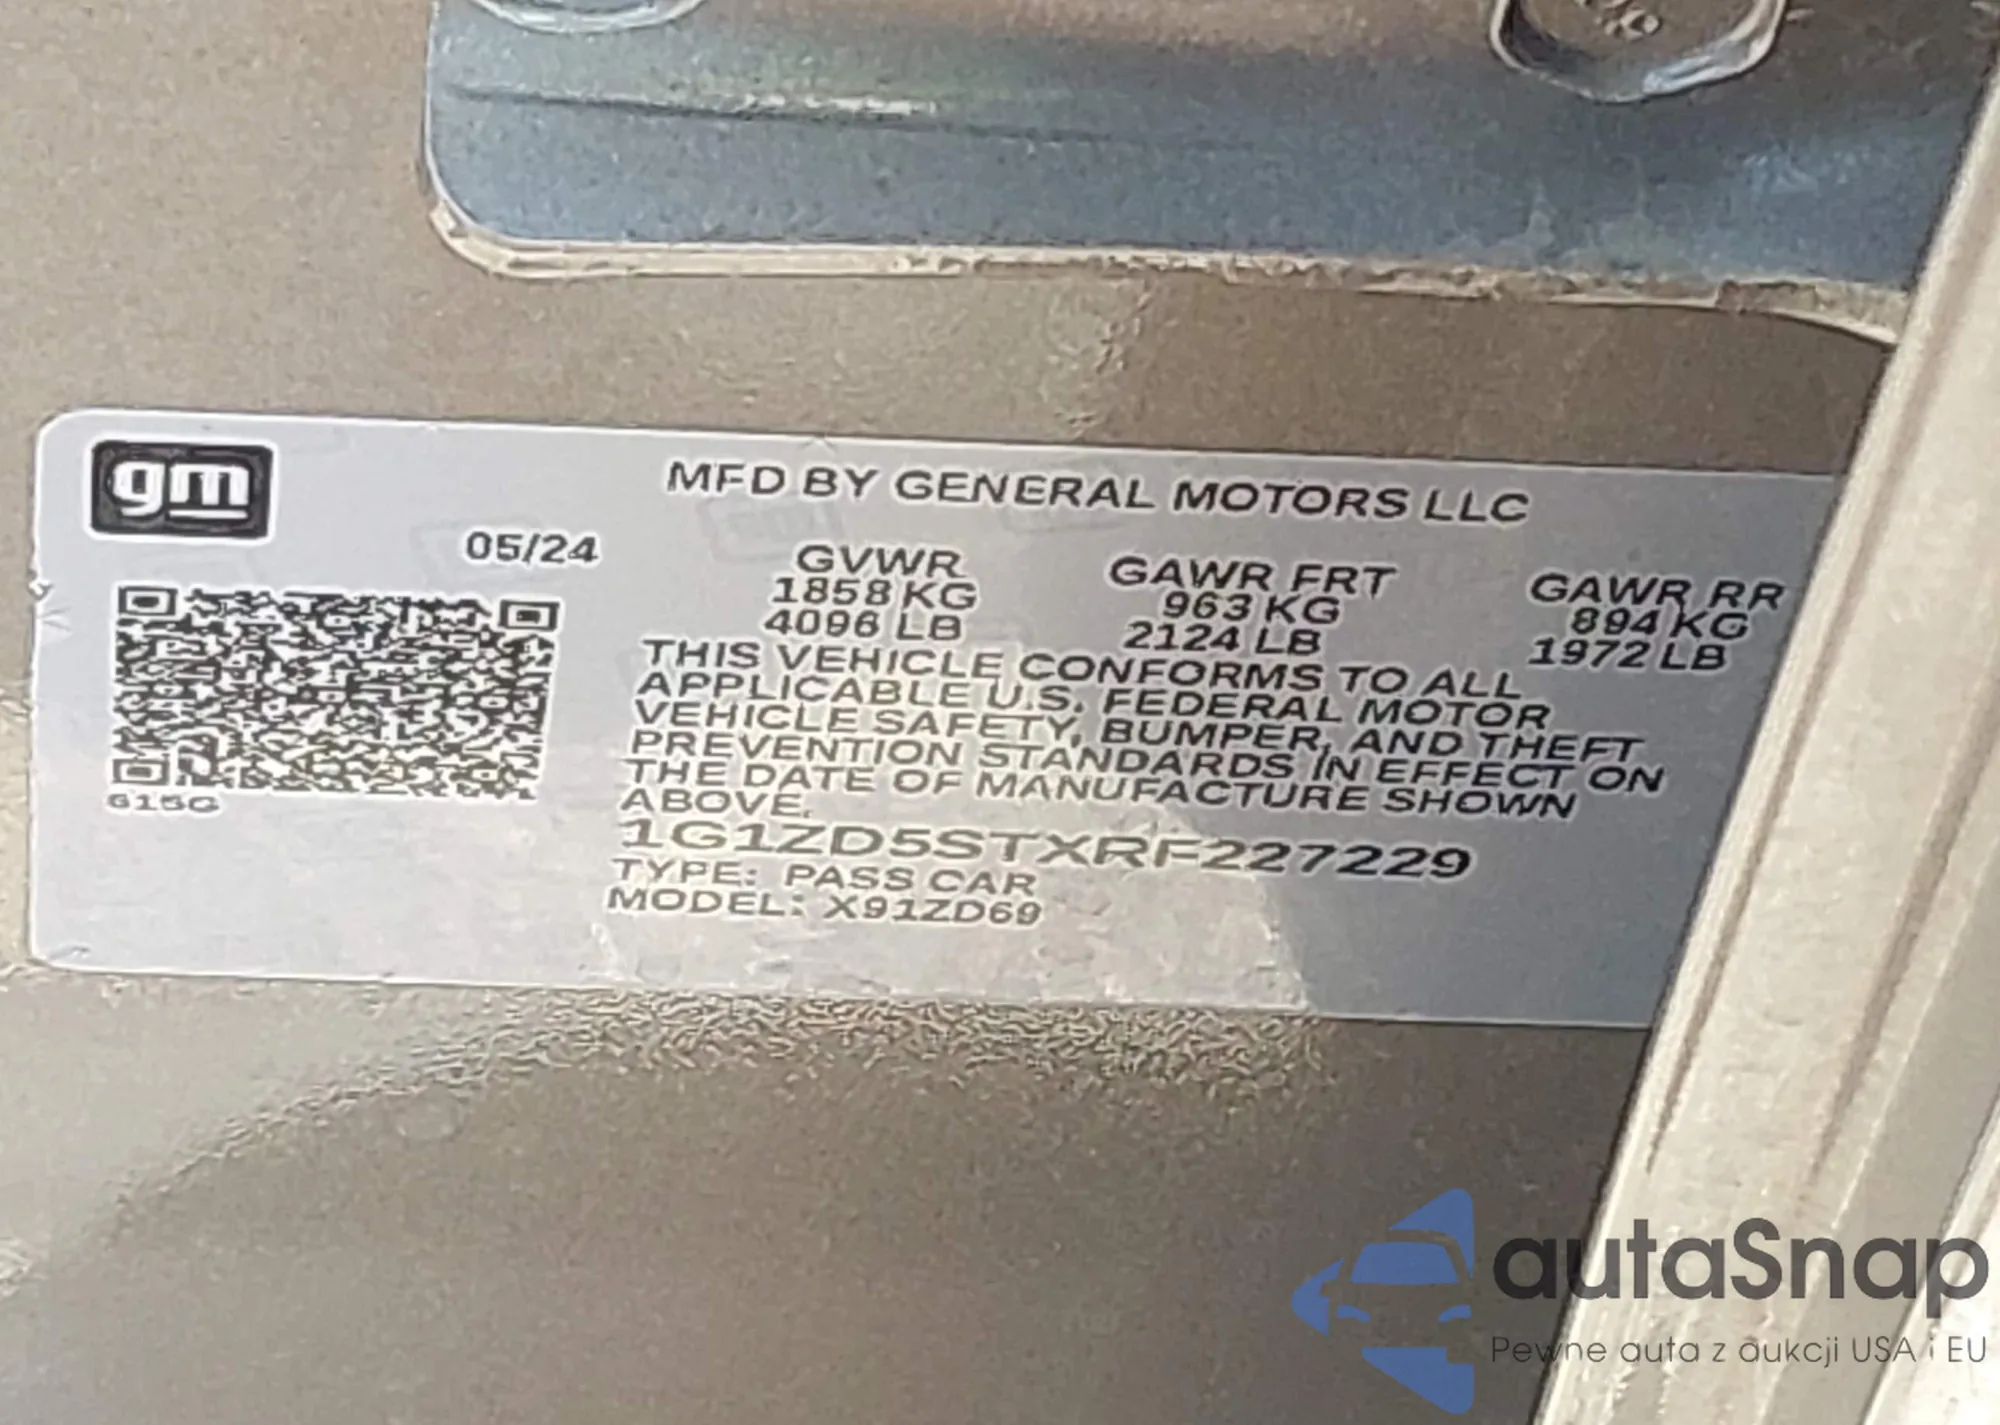 gm
MFD BY GENERAL MOTORS LLC
05/24
GVWR GAWR FRT GAWR RR
1858 KG 963 KG 894 KG
4096 LB 2124 LB 1972 LB
THIS VEHICLE CONFORMS TO ALL
APPLICABLE U.S. FEDERAL MOTOR
VEHICLE SAFETY, BUMPER, AND THEFT
PREVENTION STANDARDS IN EFFECT ON
THE DATE OF MANUFACTURE SHOWN
ABOVE.
615G
1G1ZD5STXRF227229
TYPE: PASS CAR
MODEL: X91ZD69
autaSnap
Pewne auta z aukcji USA i EU